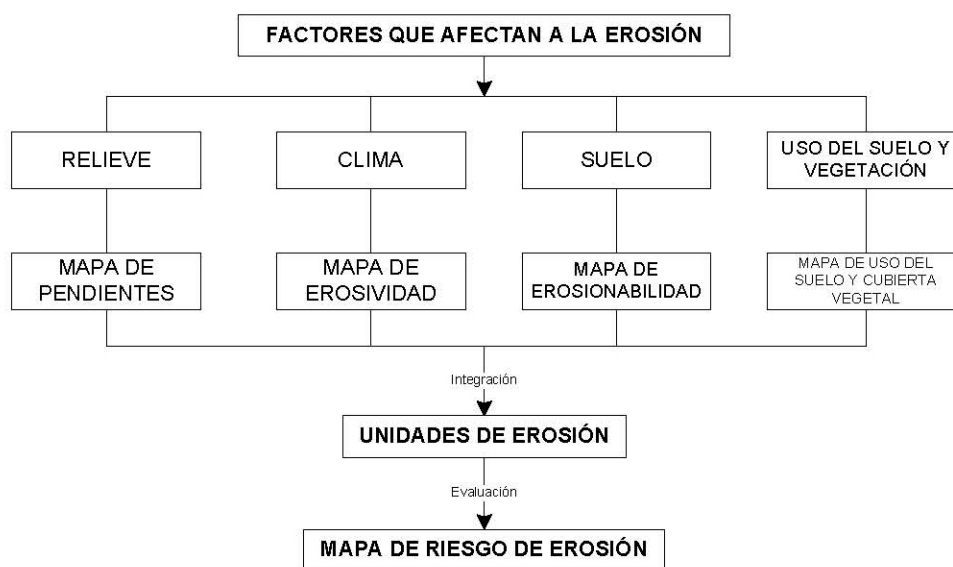 FACTORES QUE AFECTAN A LA EROSIÓN
RELIEVE
CLIMA
SUELO
USO DEL SUELO Y
VEGETACIÓN
MAPA DE
PENDIENTES
MAPA DE
EROSIVIDAD
MAPA DE
EROSIONABILIDAD
MAPA DE USO DEL
SUELO Y CUBIERTA
VEGETAL
Integración
UNIDADES DE EROSIÓN
Evaluación
MAPA DE RIESGO DE EROSIÓN